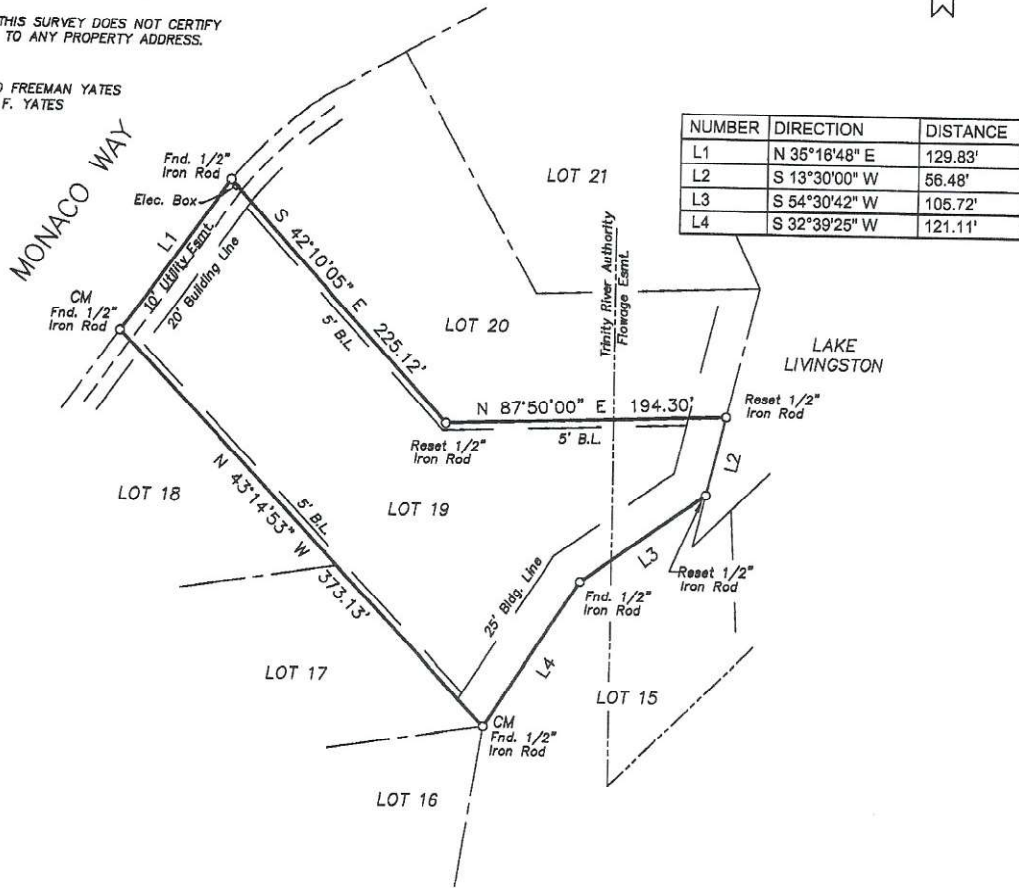 THIS SURVEY DOES NOT CERTIFY
TO ANY PROPERTY ADDRESS.
FREEMAN YATES
F. YATES
MONACO WAY
Fnd. 1/2"
Iron Rod
Elec. Box
L1
10' Utility Esmt.
20' Building Line
CM
Fnd. 1/2"
Iron Rod
S 42°10'05" E 225.12'
5' B.L.
LOT 21
LOT 20
Trinity River Authority
Flowage Esmt.
NUMBER DIRECTION DISTANCE
L1 N 35°16'48" E 129.83'
L2 S 13°30'00" W 56.48'
L3 S 54°30'42" W 105.72'
L4 S 32°39'25" W 121.11'
LAKE
LIVINGSTON
N 87°50'00" E 194.30'
5' B.L.
Reset 1/2"
Iron Rod
Reset 1/2"
Iron Rod
L2
LOT 18
N 43°14'53" W 373.13'
5' B.L.
LOT 19
25' Bldg. Line
L3
Reset 1/2"
Iron Rod
Fnd. 1/2"
Iron Rod
L4
LOT 17
LOT 15
CM
Fnd. 1/2"
Iron Rod
LOT 16